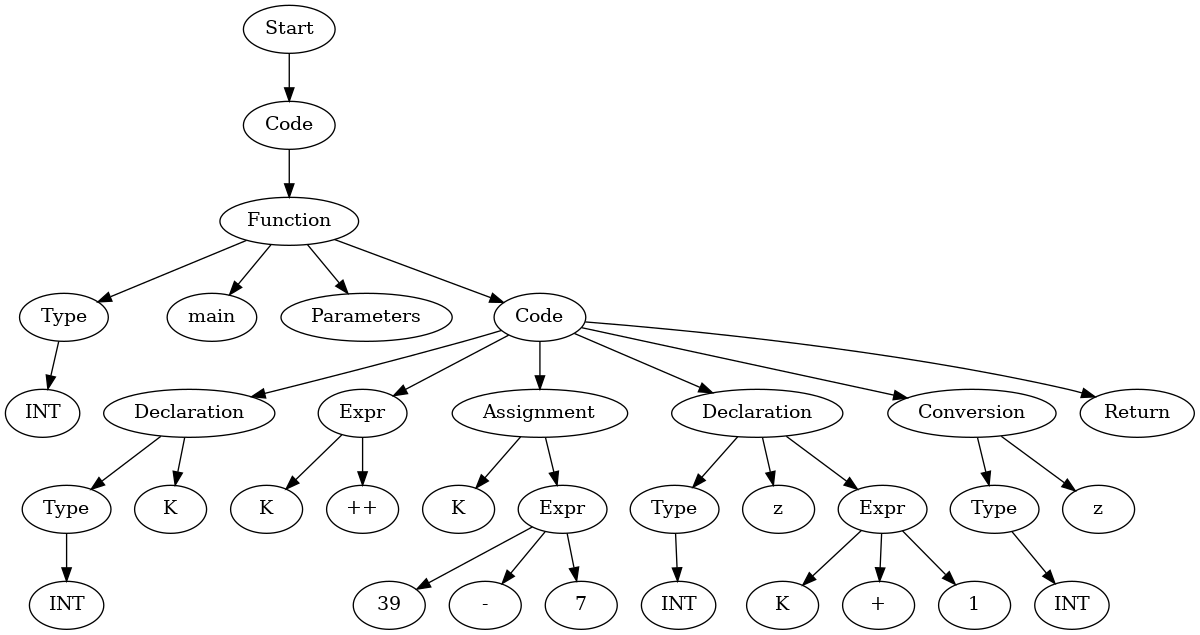 Start
Code
Function
Type main Parameters Code
INT Declaration Expr Assignment Declaration Conversion Return
Type K K ++ K Expr Type z Expr Type z
INT 39 - 7 INT K + 1 INT